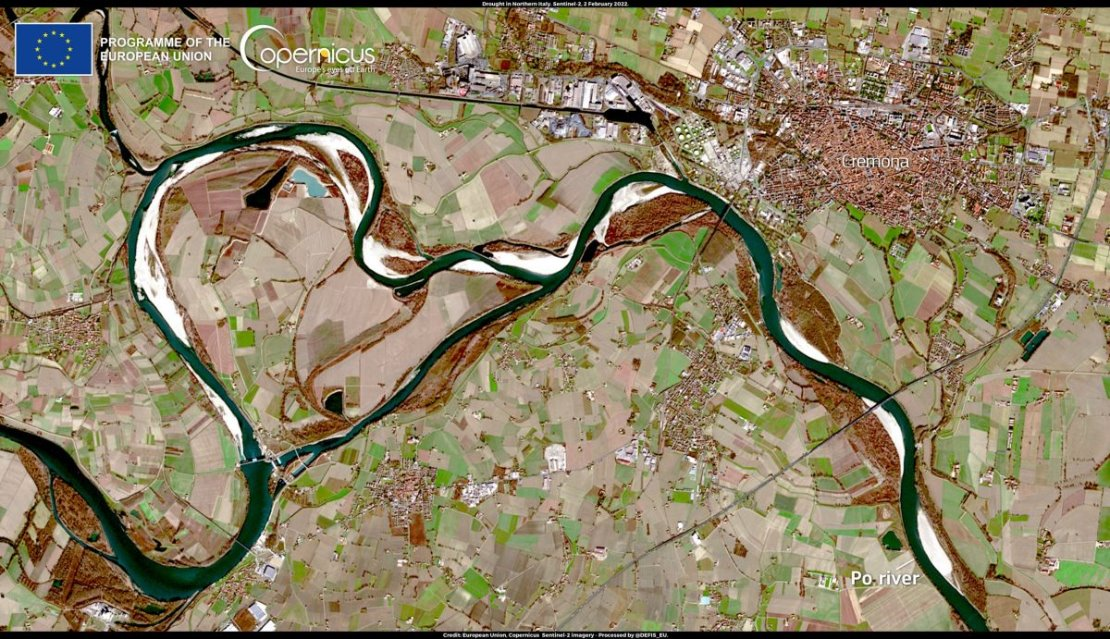 Drought in Northern Italy. Sentinel-2, 2 February 2022.
PROGRAMME OF THE
EUROPEAN UNION
Copernicus
Europe's eyes on Earth
Cremona
Po river
Credit: European Union, Copernicus Sentinel-2 imagery - Processed by @DEFIS_EU.